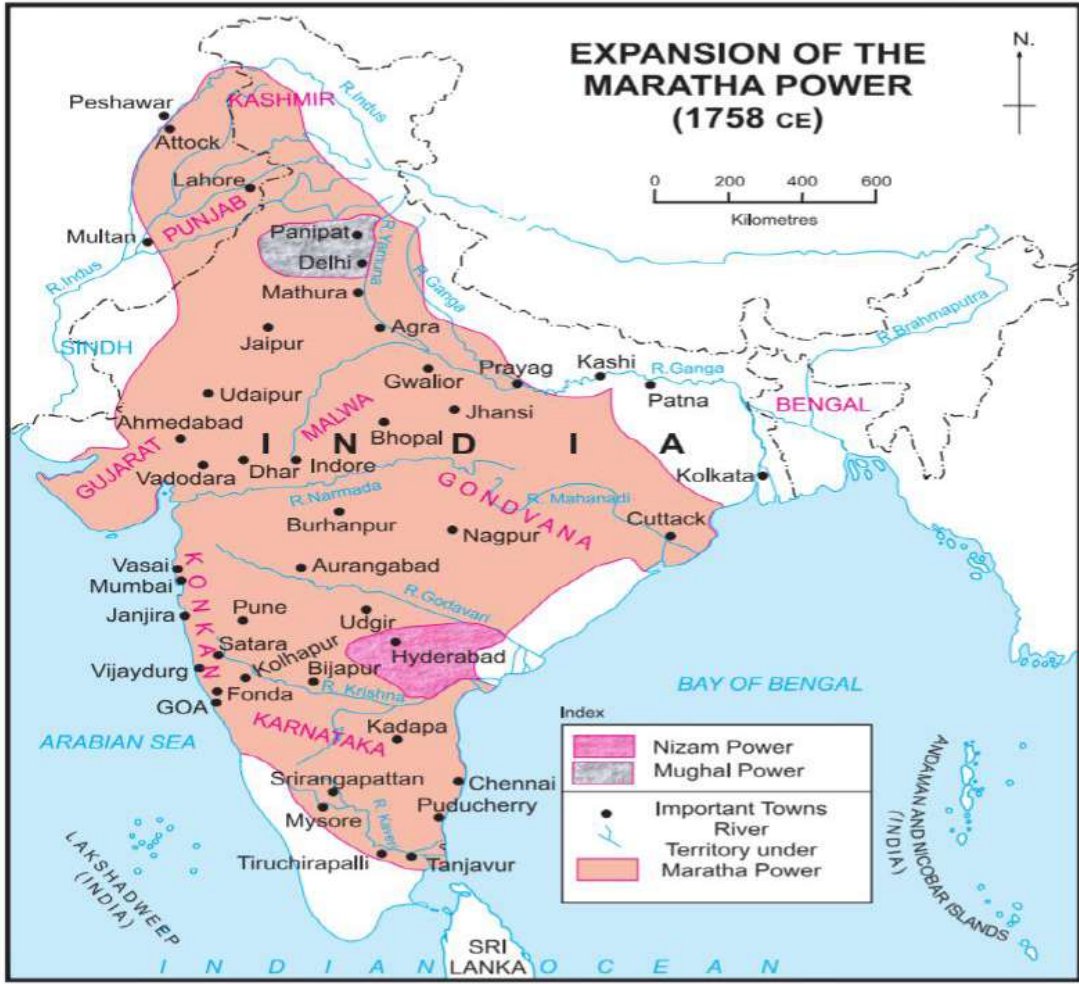 EXPANSION OF THE
MARATHA POWER
(1758 CE)
N.
0 200 400 600
Kilometres
Peshawar
KASHMIR
R.Indus
Attock
Lahore
PUNJAB
Multan
R.Indus
Panipat
Delhi
R.Yamuna
R.Ganga
Mathura
SINDH
Jaipur
Agra
R.Brahmaputra
Gwalior
Prayag
Kashi
R.Ganga
Patna
BENGAL
Udaipur
Jhansi
Ahmedabad
MALWA
Bhopal
I N D I A
GUJARAT
Vadodara
Dhar
Indore
Kolkata
R.Narmada
GONDVANA
R. Mahanadi
Burhanpur
Nagpur
Cuttack
Vasai
Mumbai
KONKAN
Aurangabad
R.Godavari
Janjira
Pune
Udgir
Satara
Kolhapur
Hyderabad
Vijaydurg
Bijapur
R. Krishna
Fonda
GOA
KARNATAKA
Kadapa
ARABIAN SEA
BAY OF BENGAL
Srirangapattan
Chennai
Mysore
Puducherry
R.Kaveri
Tiruchirapalli
Tanjavur
LAKSHADWEEP
(INDIA)
Index
Nizam Power
Mughal Power
Important Towns
River
Territory under
Maratha Power
ANDAMAN AND NICOBAR ISLANDS
(INDIA)
SRI
LANKA
I N D I A N O C E A N